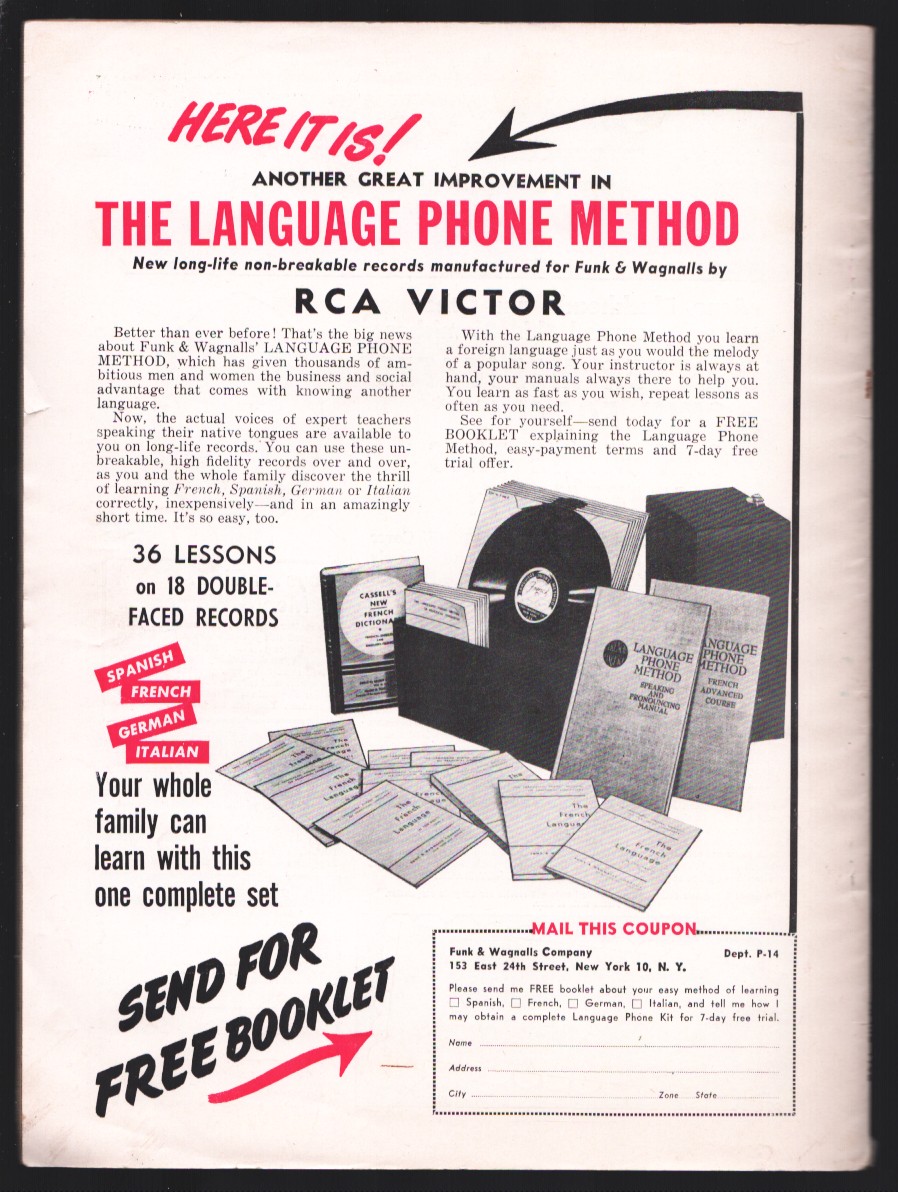 HERE IT IS!
ANOTHER GREAT IMPROVEMENT IN
THE LANGUAGE PHONE METHOD
New long-life non-breakable records manufactured for Funk & Wagnalls by
RCA VICTOR
Better than ever before! That's the big news
about Funk & Wagnalls' LANGUAGE PHONE
METHOD, which has given thousands of am-
bitious men and women the business and social
advantage that comes with knowing another
language.
Now, the actual voices of expert teachers
speaking their native tongues are available to
you on long-life records. You can use these un-
breakable, high fidelity records over and over,
as you and the whole family discover the thrill
of learning French, Spanish, German or Italian
correctly, inexpensively—and in an amazingly
short time. It's so easy, too.
With the Language Phone Method you learn
a foreign language just as you would the melody
of a popular song. Your instructor is always at
hand, your manuals always there to help you.
You learn as fast as you wish, repeat lessons as
often as you need.
See for yourself—send today for a FREE
BOOKLET explaining the Language Phone
Method, easy-payment terms and 7-day free
trial offer.
36 LESSONS
on 18 DOUBLE-
FACED RECORDS
SPANISH
FRENCH
GERMAN
ITALIAN
Your whole
family can
learn with this
one complete set
CASSELL'S
NEW
FRENCH
DICTIONA
LANGUAGE
PHONE
METHOD
SPEAKING
AND
PRONOUNCING
MANUAL
ANGUAGE
PHONE
METHOD
FRENCH
ADVANCED
COURSE
The
French
Language
The
French
Language
The
French
Language
SEND FOR
FREE BOOKLET
MAIL THIS COUPON
Funk & Wagnalls Company Dept. P-14
153 East 24th Street, New York 10, N. Y.
Please send me FREE booklet about your easy method of learning
☐ Spanish, ☐ French, ☐ German, ☐ Italian, and tell me how I
may obtain a complete Language Phone Kit for 7-day free trial.
Name
Address
City Zone State